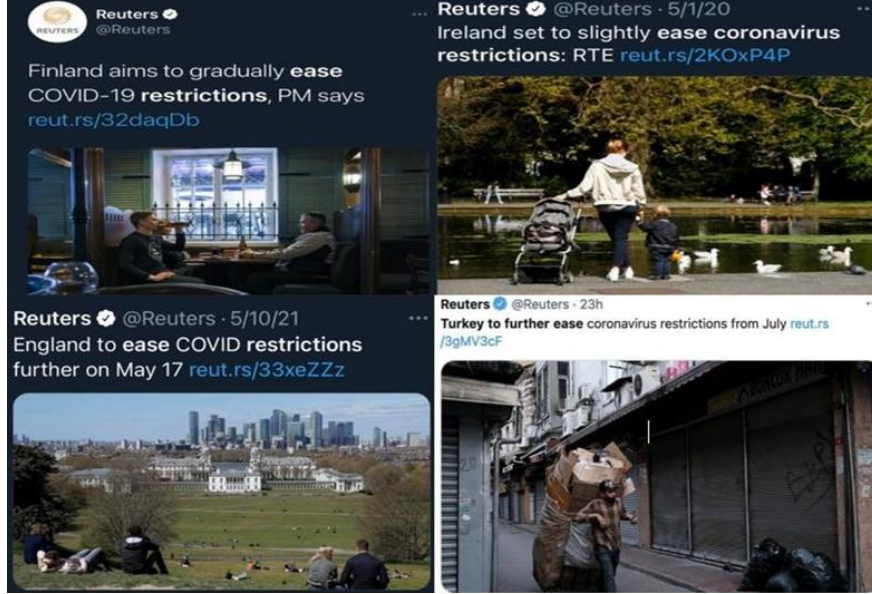 Reuters
@Reuters
REUTERS
Finland aims to gradually ease
COVID-19 restrictions, PM says
reut.rs/32daqDb
Reuters @Reuters · 5/1/20
Ireland set to slightly ease coronavirus
restrictions: RTE reut.rs/2KOxP4P
Reuters @Reuters · 5/10/21
England to ease COVID restrictions
further on May 17 reut.rs/33xeZZz
Reuters @Reuters · 23h
Turkey to further ease coronavirus restrictions from July reut.rs
/3gMV3cF